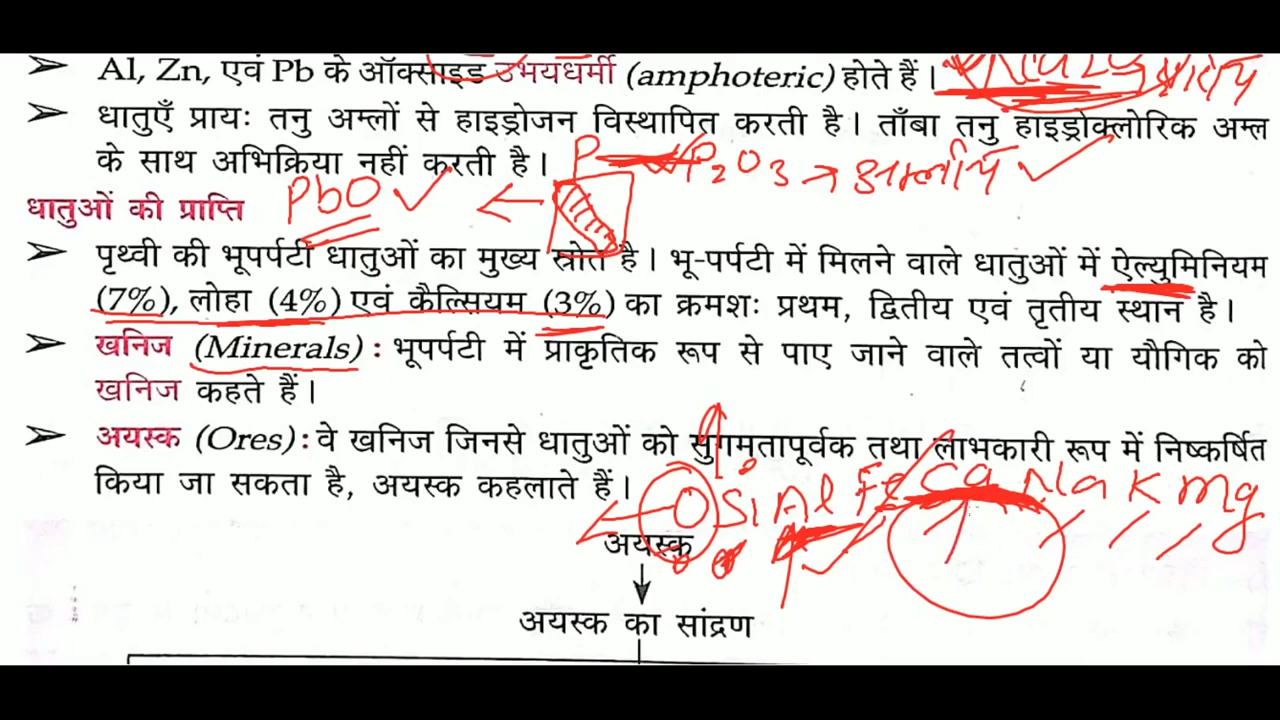 ➤ Al, Zn, एवं Pb के ऑक्साइड उभयधर्मी (amphoteric) होते हैं।
➤ धातुएँ प्रायः तनु अम्लों से हाइड्रोजन विस्थापित करती है। ताँबा तनु हाइड्रोक्लोरिक अम्ल
के साथ अभिक्रिया नहीं करती है।
P → P₂O₃ → अम्लीय ✓
धातुओं की प्राप्ति
PbO ✓
➤ पृथ्वी की भूपर्पटी धातुओं का मुख्य स्रोत है। भू-पर्पटी में मिलने वाले धातुओं में ऐल्युमिनियम
(7%), लोहा (4%) एवं कैल्सियम (3%) का क्रमशः प्रथम, द्वितीय एवं तृतीय स्थान है।
➤ खनिज (Minerals) : भूपर्पटी में प्राकृतिक रूप से पाए जाने वाले तत्वों या यौगिक को
खनिज कहते हैं।
➤ अयस्क (Ores) : वे खनिज जिनसे धातुओं को सुगमतापूर्वक तथा लाभकारी रूप में निष्कर्षित
किया जा सकता है, अयस्क कहलाते हैं।
O Si Al Fe Ca Na K Mg
अयस्क
अयस्क का सांद्रण